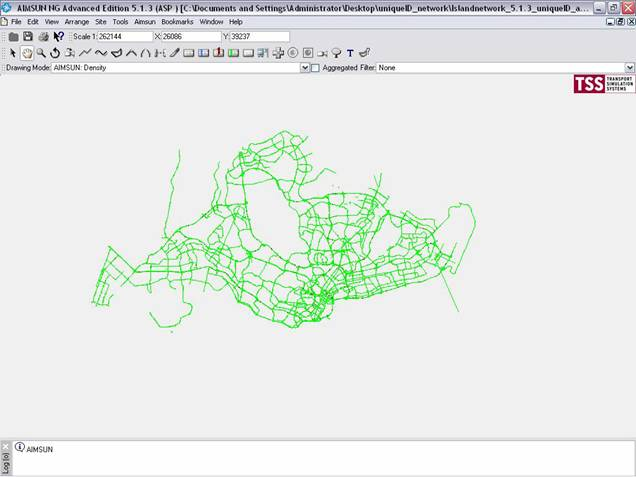 AIMSUN NG Advanced Edition 5.1.3 (ASP ) [C:\Documents and Settings\Administrator\Desktop\uniqueID_network\Islandnetwork_5.1.3_uniqueID_a...
File Edit View Arrange Tools Aimsun Bookmarks Window Help
Scale 1: 262144 X: 26086 Y: 39237
T
Drawing Mode: AIMSUN: Density Aggregated Filter: None
TSS TRANSPORT SIMULATION SYSTEMS
AIMSUN
Log [o]